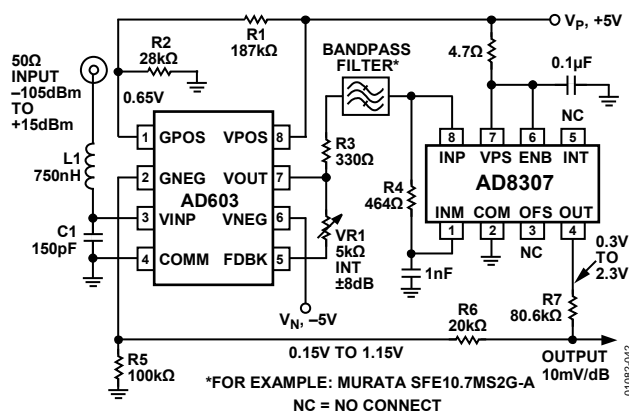 R1
187kΩ
VP, +5V
R2
28kΩ
50Ω
INPUT
–105dBm
TO
+15dBm
0.65V
BANDPASS
FILTER*
4.7Ω
0.1µF
NC
1 GPOS VPOS 8
2 GNEG VOUT 7
AD603
3 VINP VNEG 6
4 COMM FDBK 5
L1
750nH
C1
150pF
R3
330Ω
VR1
5kΩ
INT
±8dB
VN, –5V
R4
464Ω
8 7 6 5
INP VPS ENB INT
AD8307
INM COM OFS OUT
1 2 3 4
NC
1nF
0.3V
TO
2.3V
R7
80.6kΩ
R6
20kΩ
R5
100kΩ
0.15V TO 1.15V
OUTPUT
10mV/dB
*FOR EXAMPLE: MURATA SFE10.7MS2G-A
NC = NO CONNECT
01082-042